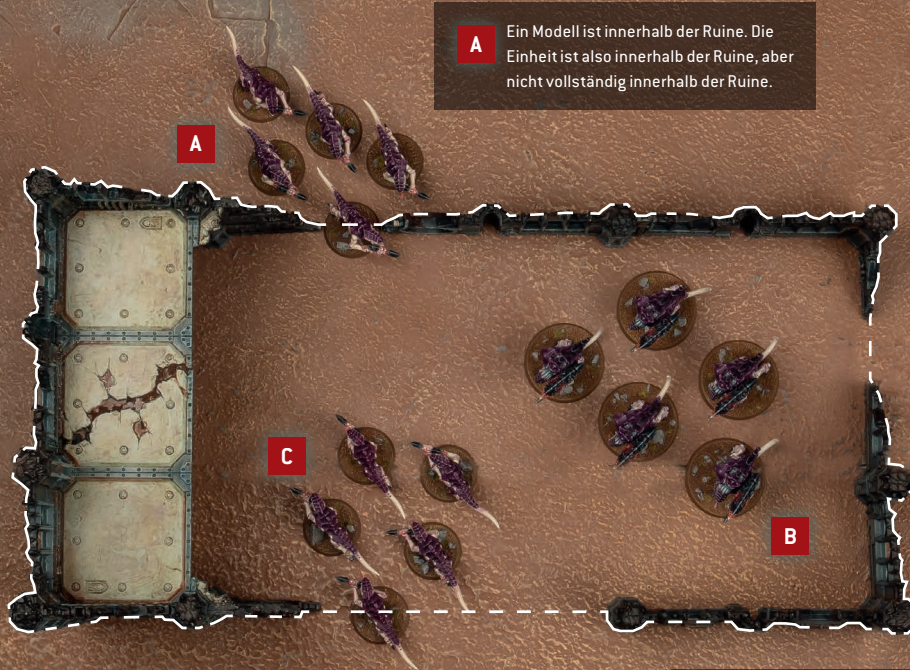 A
Ein Modell ist innerhalb der Ruine. Die
Einheit ist also innerhalb der Ruine, aber
nicht vollständig innerhalb der Ruine.
A
C
B